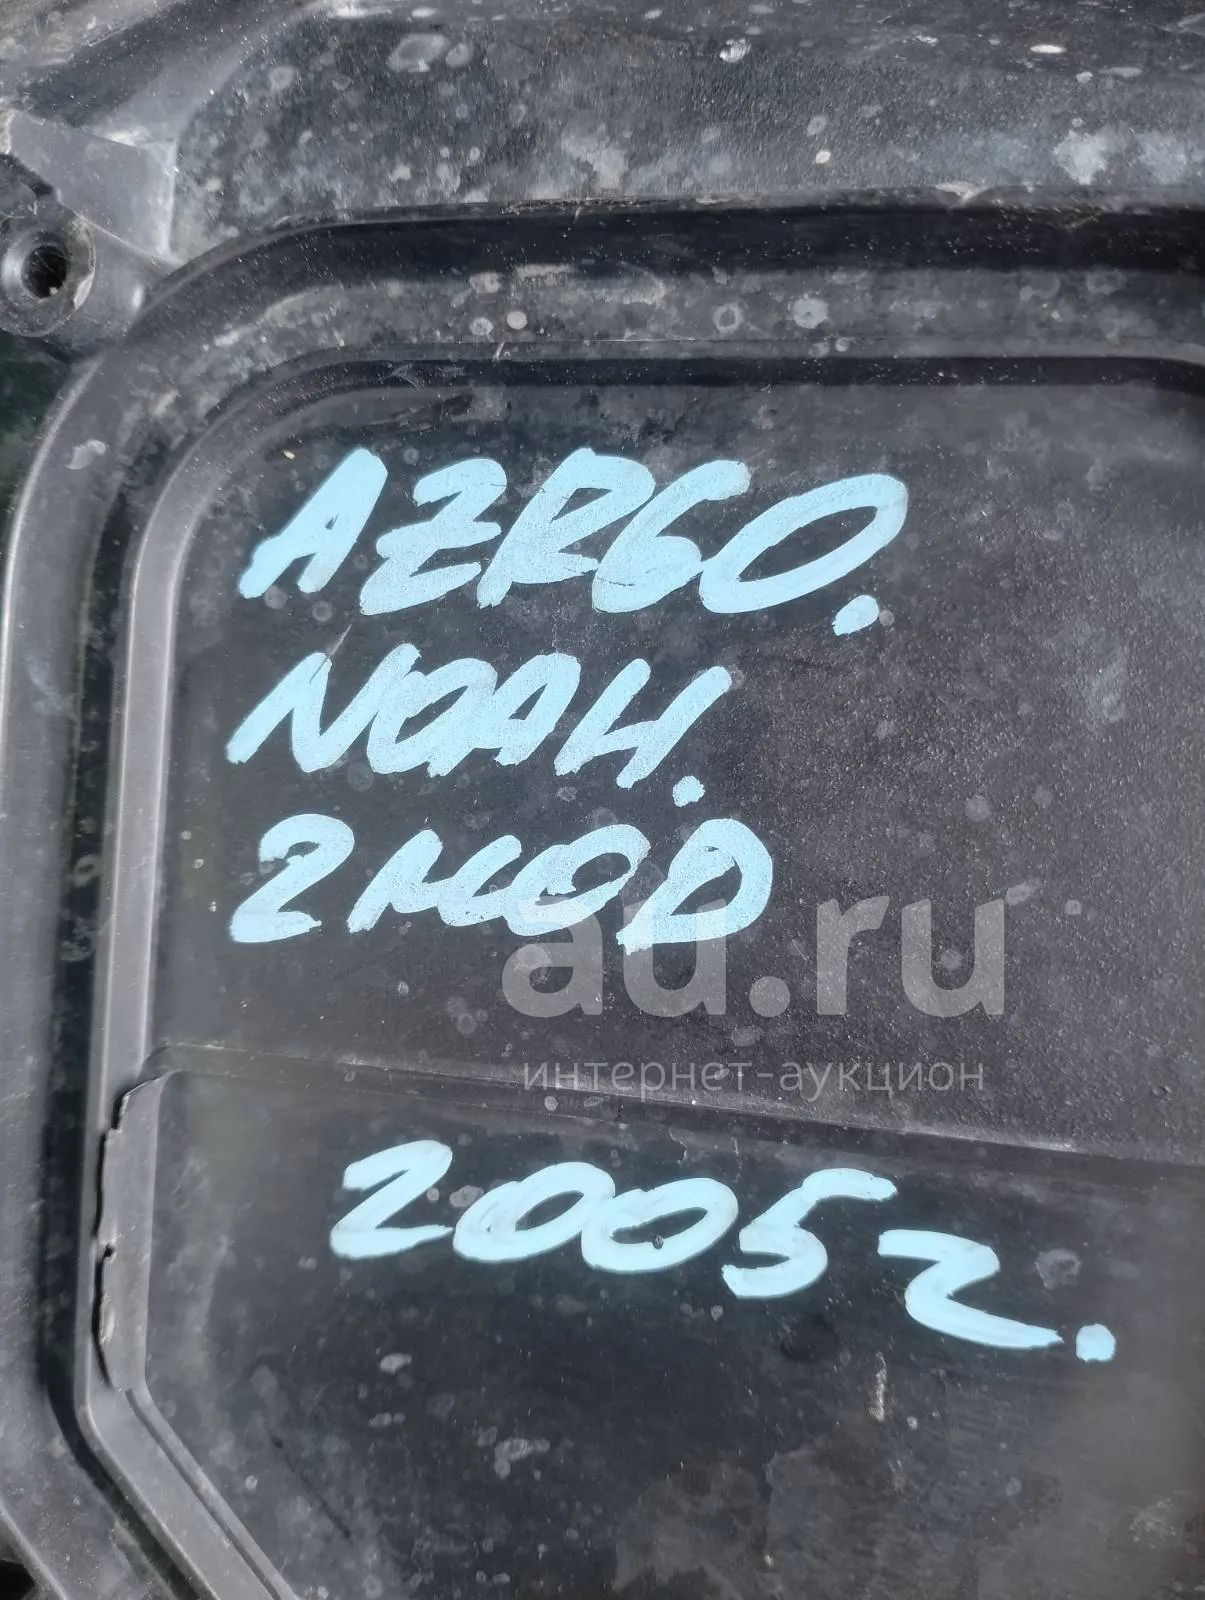 AZR60.
NOAH.
2 МОД
au.ru
интернет-аукцион
2005г.